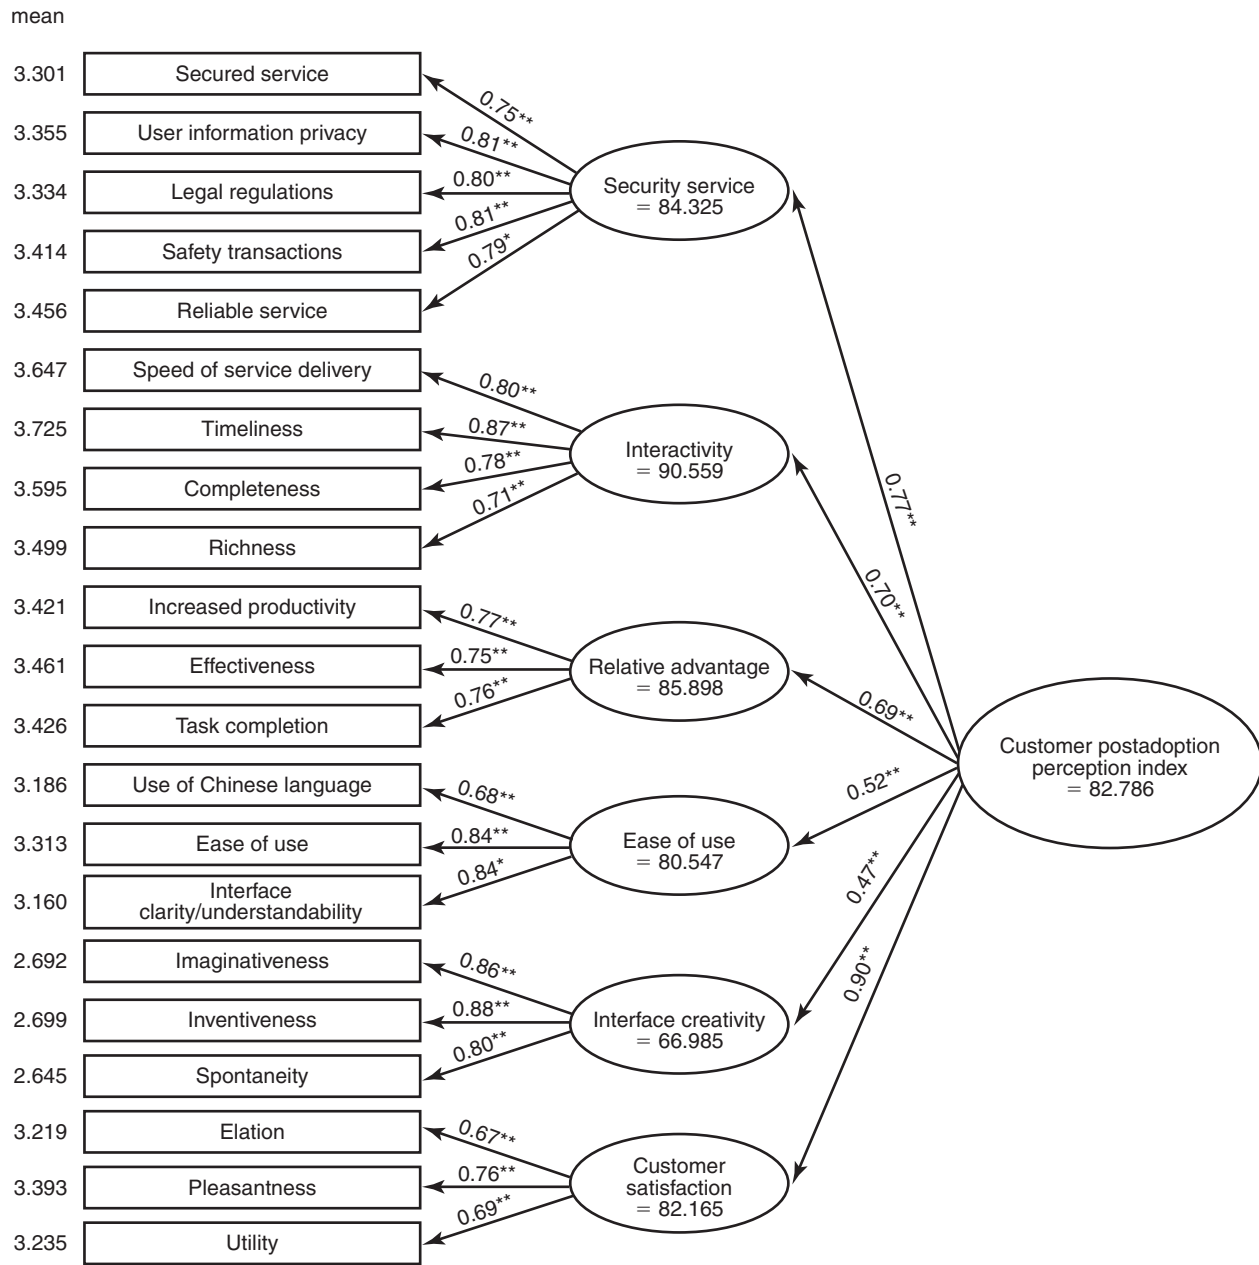 mean
3.301 Secured service
0.75**
3.355 User information privacy
0.81**
3.334 Legal regulations
0.80**
Security service
= 84.325
3.414 Safety transactions
0.81**
3.456 Reliable service
0.79*
3.647 Speed of service delivery
0.80**
3.725 Timeliness
0.87**
Interactivity
= 90.559
3.595 Completeness
0.78**
3.499 Richness
0.71**
0.77**
0.70**
3.421 Increased productivity
0.77**
3.461 Effectiveness
0.75**
Relative advantage
= 85.898
3.426 Task completion
0.76**
0.69**
Customer postadoption
perception index
= 82.786
3.186 Use of Chinese language
0.68**
0.52**
3.313 Ease of use
0.84**
Ease of use
= 80.547
3.160 Interface
clarity/understandability
0.84*
0.47**
2.692 Imaginativeness
0.86**
0.90**
2.699 Inventiveness
0.88**
Interface creativity
= 66.985
2.645 Spontaneity
0.80**
3.219 Elation
0.67**
3.393 Pleasantness
0.76**
Customer
satisfaction
= 82.165
3.235 Utility
0.69**